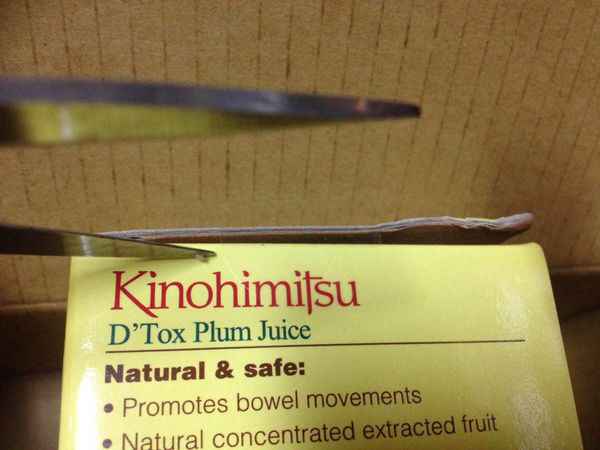 Kinohimitsu
D'Tox Plum Juice
Natural & safe:
• Promotes bowel movements
• Natural concentrated extracted fruit